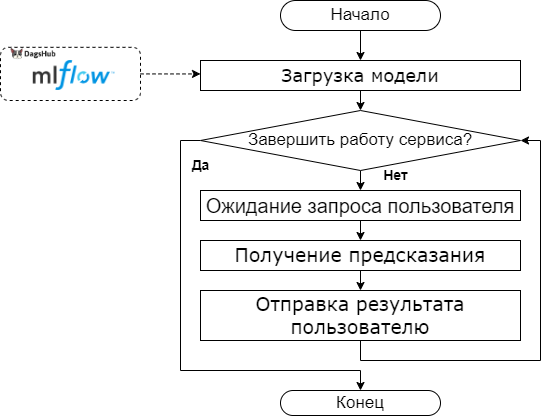 Начало
DagsHub
mlflow
Загрузка модели
Завершить работу сервиса?
Да
Нет
Ожидание запроса пользователя
Получение предсказания
Отправка результата
пользователю
Конец